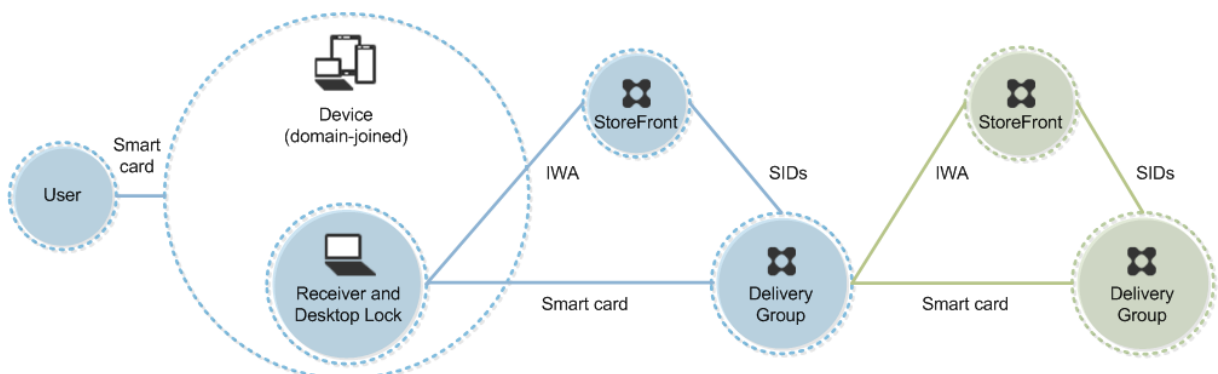 User
Smart
card
Device
(domain-joined)
Receiver and
Desktop Lock
IWA
StoreFront
SIDs
Smart card
Delivery
Group
IWA
StoreFront
SIDs
Smart card
Delivery
Group